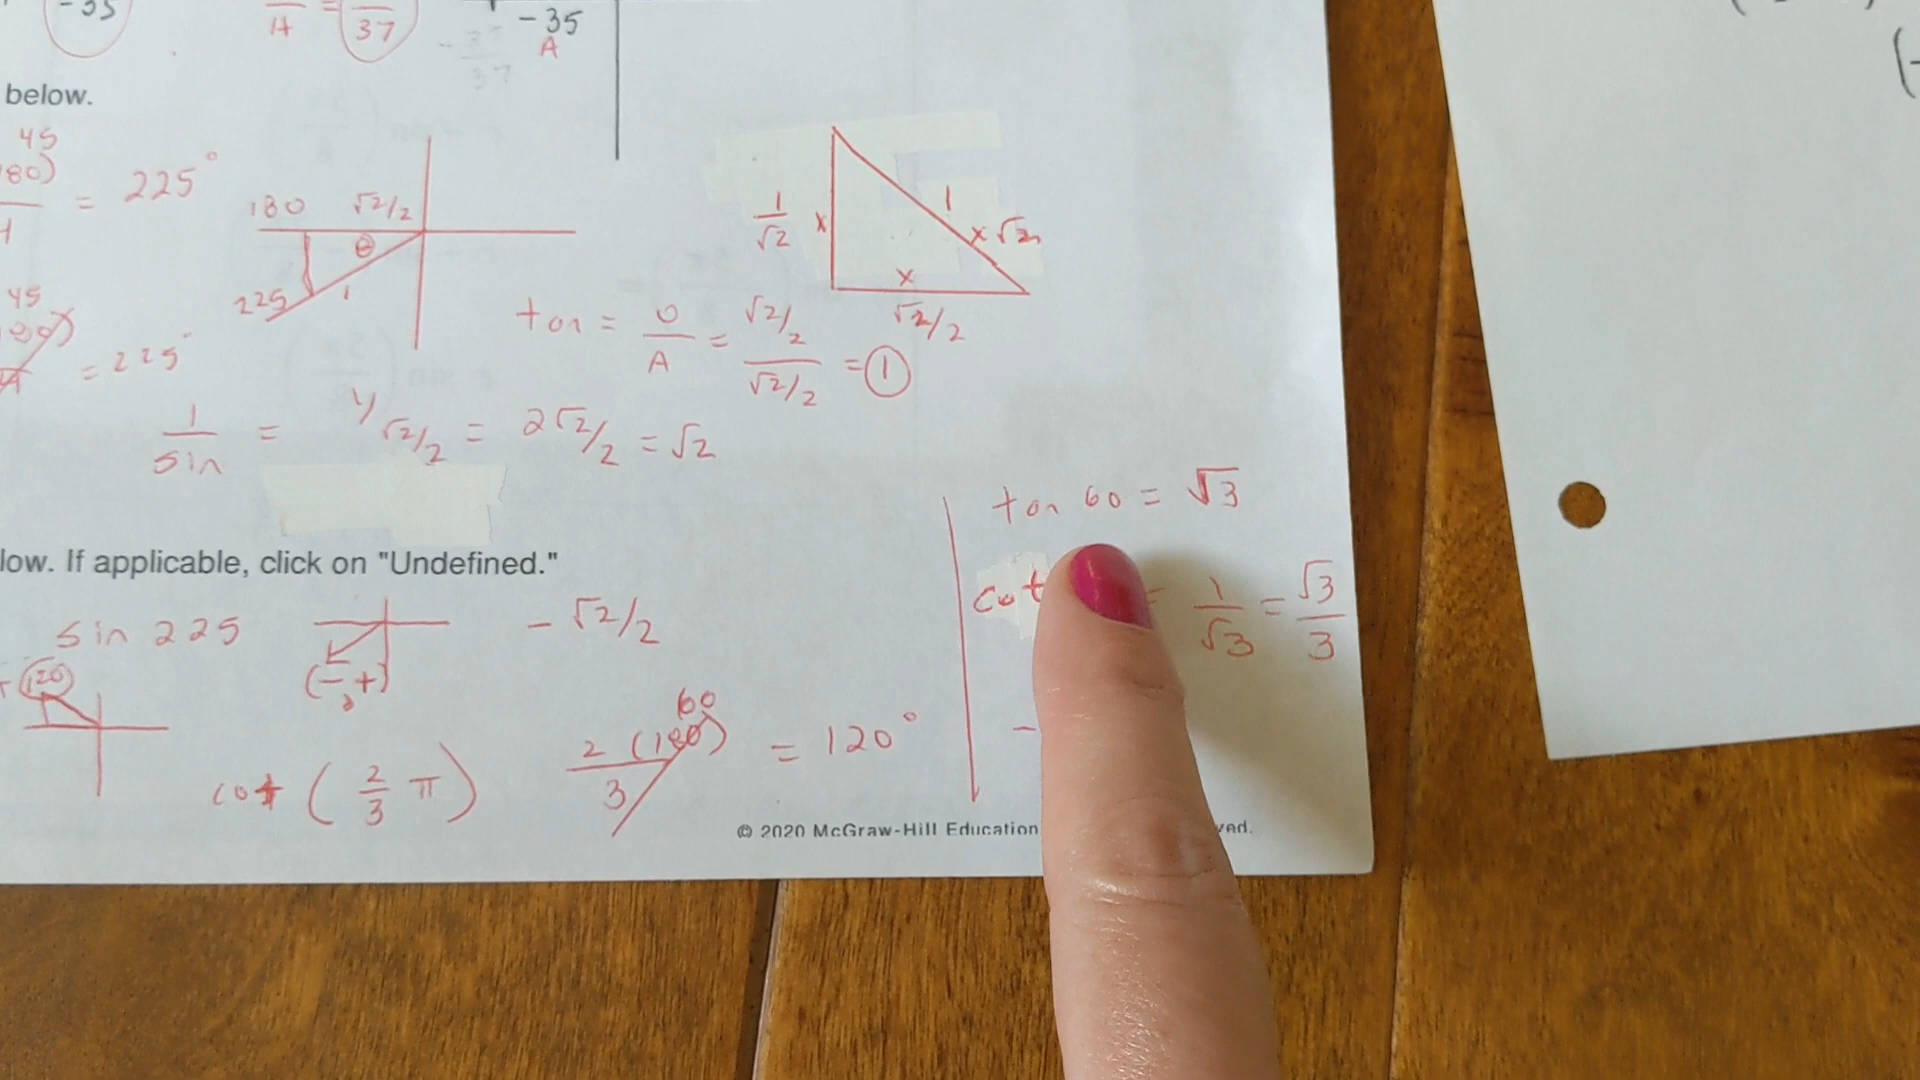 -35
H = 37
-35
A
below.
45
80)
= 225°
180 √2/2
θ
225 1
1/√2 x
1
x √2
x
√2/2
45
= 225°
tan = O/A = √2/2 / √2/2 = 1
1/sin = 1/√2/2 = 2√2/2 = √2
tan 60 = √3
low. If applicable, click on "Undefined."
cot = 1/√3 = √3/3
sin 225 - √2/2
120
60
cot (2/3 π) 2(180)/3 = 120°
-
© 2020 McGraw-Hill Education